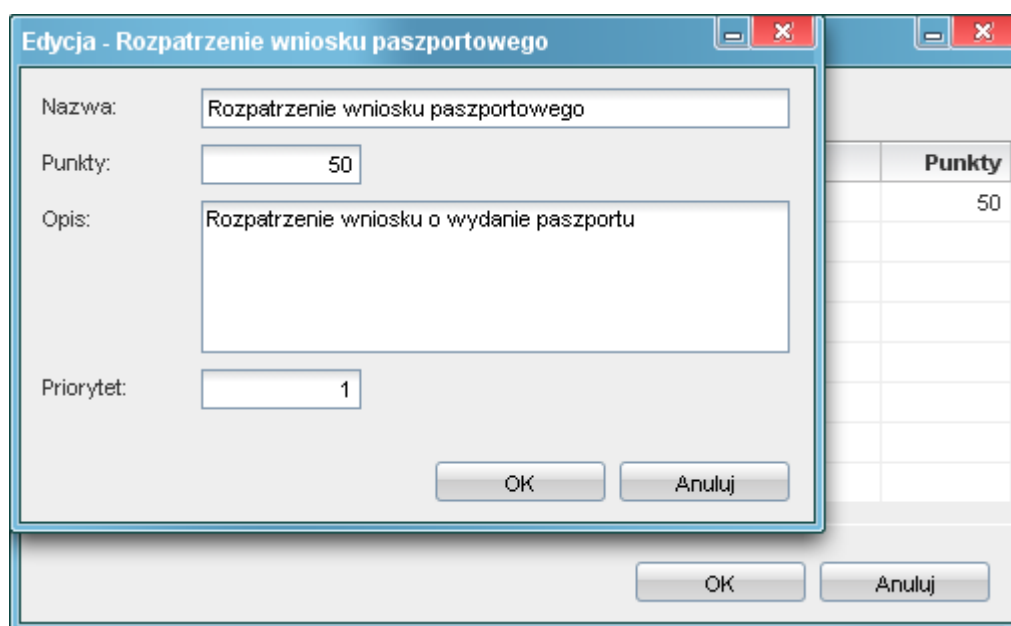 Edycja - Rozpatrzenie wniosku paszportowego
Nazwa: Rozpatrzenie wniosku paszportowego
Punkty: 50
Opis: Rozpatrzenie wniosku o wydanie paszportu
Priorytet: 1
OK Anuluj
Punkty
50
OK Anuluj